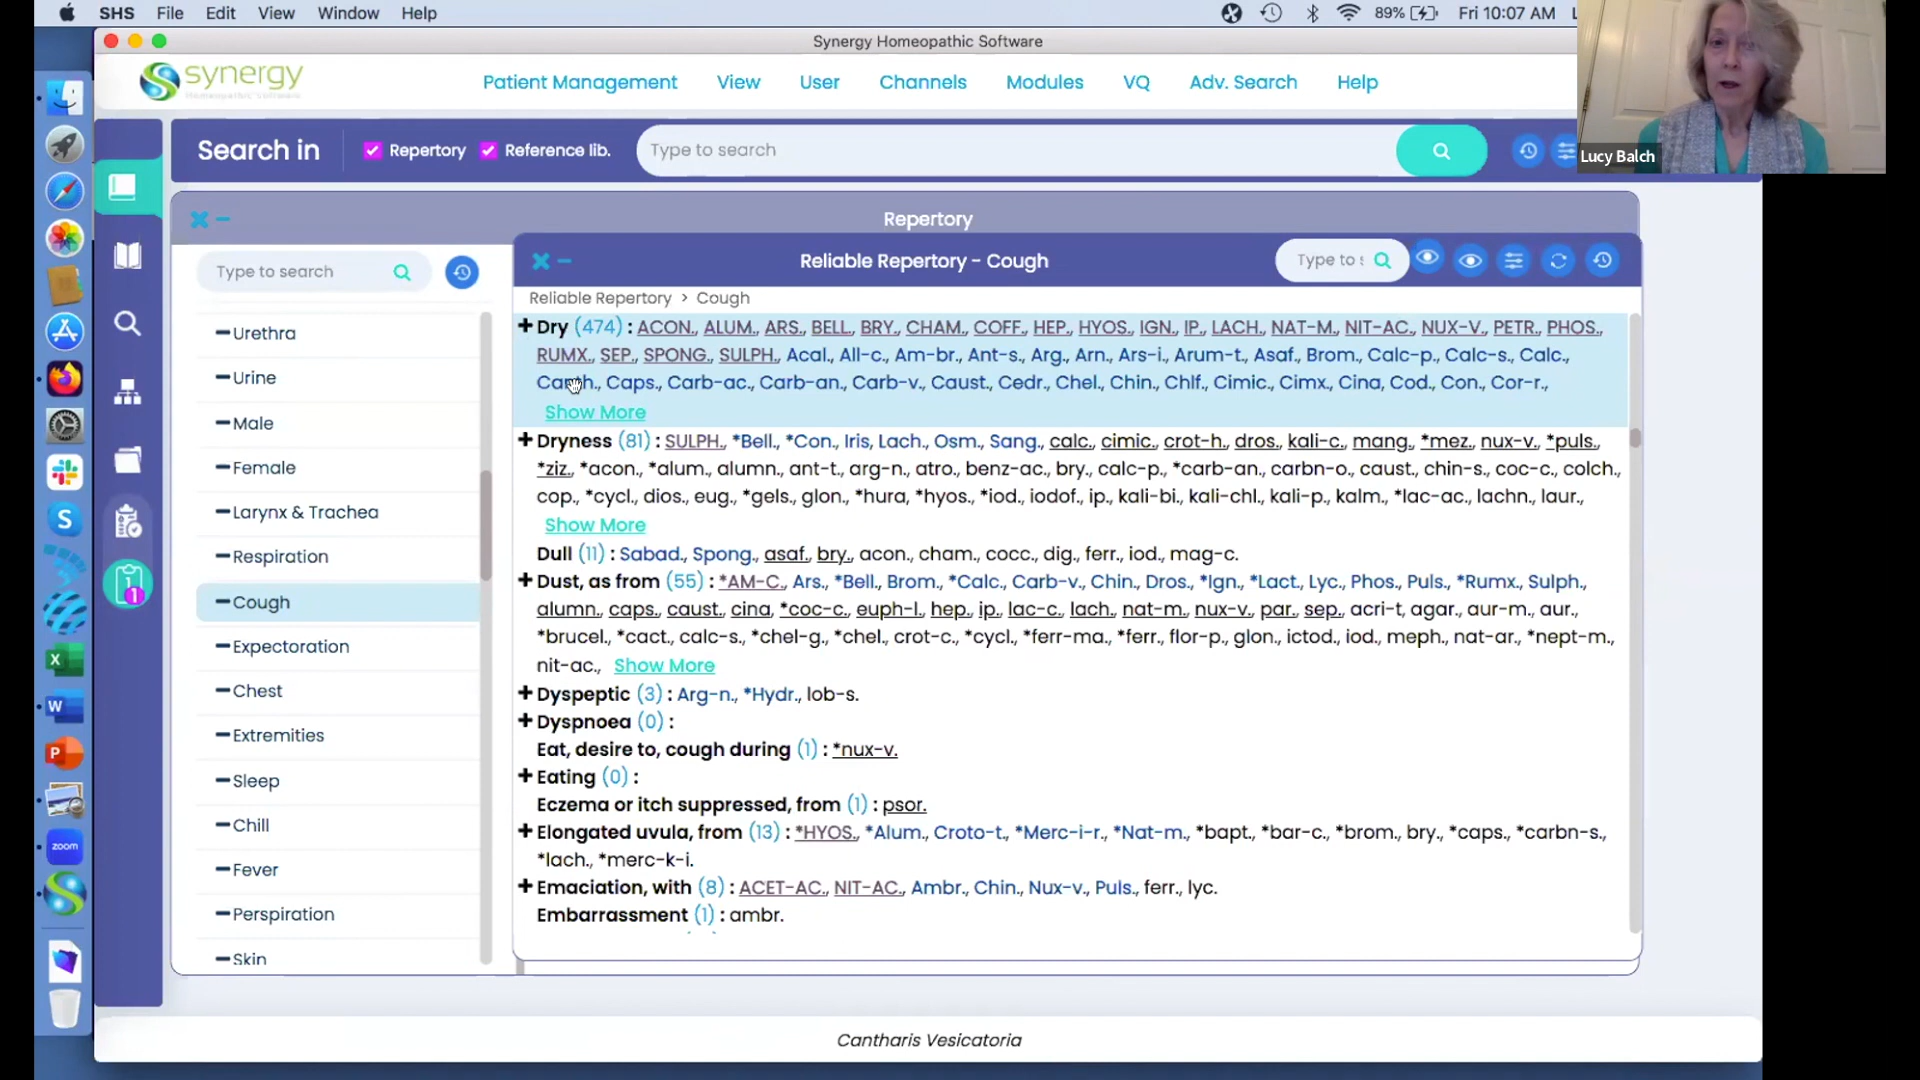 SHS File Edit View Window Help 89% Fri 10:07 AM L
Synergy Homeopathic Software
synergy
Homeopathic Software
Patient Management View User Channels Modules VQ Adv. Search Help
Search in Repertory Reference lib. Type to search
Lucy Balch
Repertory
Type to search
Urethra
Urine
Male
Female
Larynx & Trachea
Respiration
Cough
Expectoration
Chest
Extremities
Sleep
Chill
Fever
Perspiration
Skin
Reliable Repertory - Cough
Type to s
Reliable Repertory > Cough
Dry (474) : ACON., ALUM., ARS., BELL., BRY., CHAM., COFF., HEP., HYOS., IGN., IP., LACH., NAT-M., NIT-AC., NUX-V., PETR., PHOS.,
RUMX., SEP., SPONG., SULPH., Acal., All-c., Am-br., Ant-s., Arg., Arn., Ars-i., Arum-t., Asaf., Brom., Calc-p., Calc-s., Calc.,
Canth., Caps., Carb-ac., Carb-an., Carb-v., Caust., Cedr., Chel., Chin., Chlf., Cimic., Cimx., Cina, Cod., Con., Cor-r.,
Show More
Dryness (81) : SULPH., *Bell., *Con., Iris, Lach., Osm., Sang., calc., cimic., crot-h., dros., kali-c., mang., *mez., nux-v., *puls.,
*ziz., *acon., *alum., alumn., ant-t., arg-n., atro., benz-ac., bry., calc-p., *carb-an., carbn-o., caust., chin-s., coc-c., colch.,
cop., *cycl., dios., eug., *gels., glon., *hura, *hyos., *iod., iodof., ip., kali-bi., kali-chl., kali-p., kalm., *lac-ac., lachn., laur.,
Show More
Dull (11) : Sabad., Spong., asaf., bry., acon., cham., cocc., dig., ferr., iod., mag-c.
Dust, as from (55) : *AM-C., Ars., *Bell., Brom., *Calc., Carb-v., Chin., Dros., *Ign., *Lact., Lyc., Phos., Puls., *Rumx., Sulph.,
alumn., caps., caust., cina, *coc-c., euph-l., hep., ip., lac-c., lach., nat-m., nux-v., par., sep., acri-t, agar., aur-m., aur.,
*brucel., *cact., calc-s., *chel-g., *chel., crot-c., *cycl., *ferr-ma., *ferr., flor-p., glon., ictod., iod., meph., nat-ar., *nept-m.,
nit-ac., Show More
Dyspeptic (3) : Arg-n., *Hydr., lob-s.
Dyspnoea (0) :
Eat, desire to, cough during (1) : *nux-v.
Eating (0) :
Eczema or itch suppressed, from (1) : psor.
Elongated uvula, from (13) : *HYOS., *Alum., Croto-t., *Merc-i-r., *Nat-m., *bapt., *bar-c., *brom., bry., *caps., *carbn-s.,
*lach., *merc-k-i.
Emaciation, with (8) : ACET-AC., NIT-AC., Ambr., Chin., Nux-v., Puls., ferr., lyc.
Embarrassment (1) : ambr.
Cantharis Vesicatoria
zoom
1